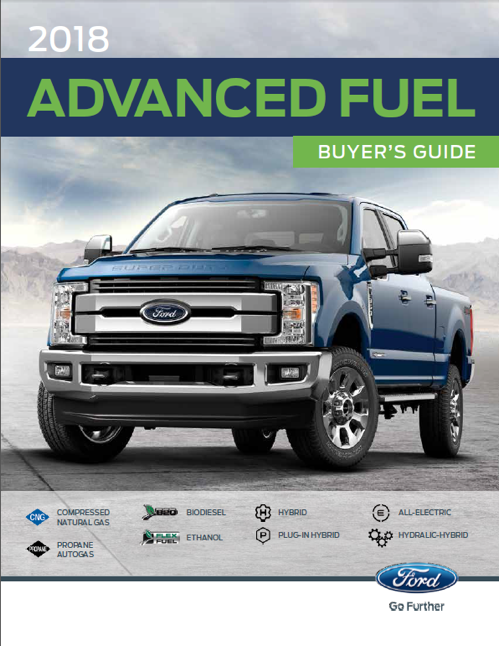 2018
ADVANCED FUEL
BUYER'S GUIDE
SUPER DUTY
Ford
CNG
COMPRESSED
NATURAL GAS
B20
BIODIESEL
H
HYBRID
E
ALL-ELECTRIC
PROPANE
PROPANE
AUTOGAS
FLEX
FUEL
ETHANOL
P
PLUG-IN HYBRID
HYDRALIC-HYBRID
Ford
Go Further